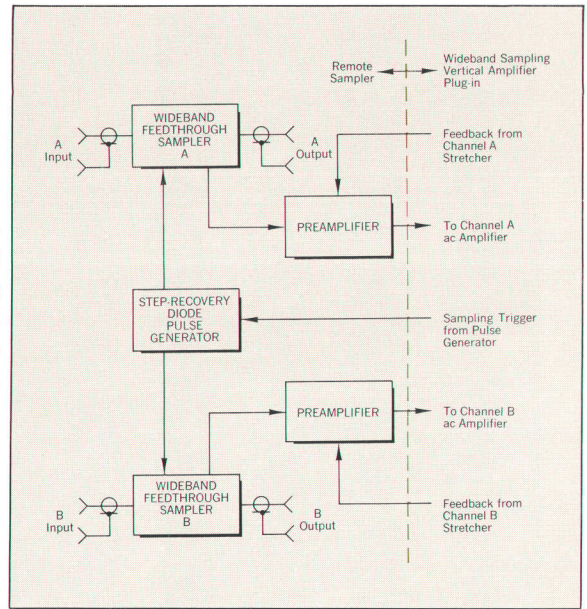 Remote
Sampler
Wideband Sampling
Vertical Amplifier
Plug-in
WIDEBAND
FEEDTHROUGH
SAMPLER
A
A
Input
A
Output
Feedback from
Channel A
Stretcher
PREAMPLIFIER
To Channel A
ac Amplifier
STEP-RECOVERY
DIODE
PULSE
GENERATOR
Sampling Trigger
from Pulse
Generator
PREAMPLIFIER
To Channel B
ac Amplifier
WIDEBAND
FEEDTHROUGH
SAMPLER
B
B
Input
B
Output
Feedback from
Channel B
Stretcher